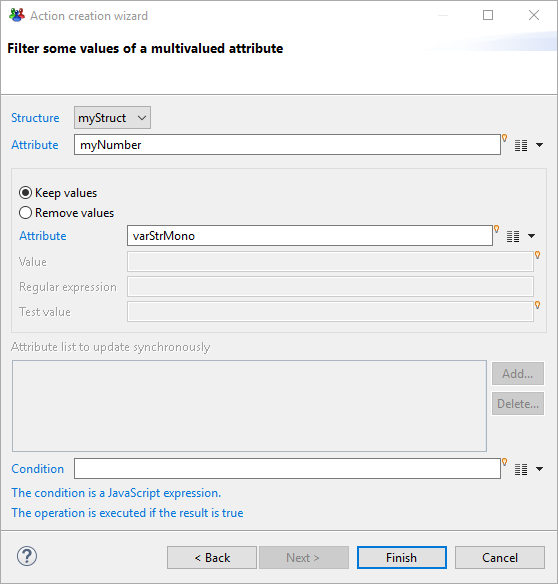 Action creation wizard
Filter some values of a multivalued attribute
Structure myStruct
Attribute myNumber
Keep values
Remove values
Attribute varStrMono
Value
Regular expression
Test value
Attribute list to update synchronously
Add...
Delete...
Condition
The condition is a JavaScript expression.
The operation is executed if the result is true
? < Back Next > Finish Cancel